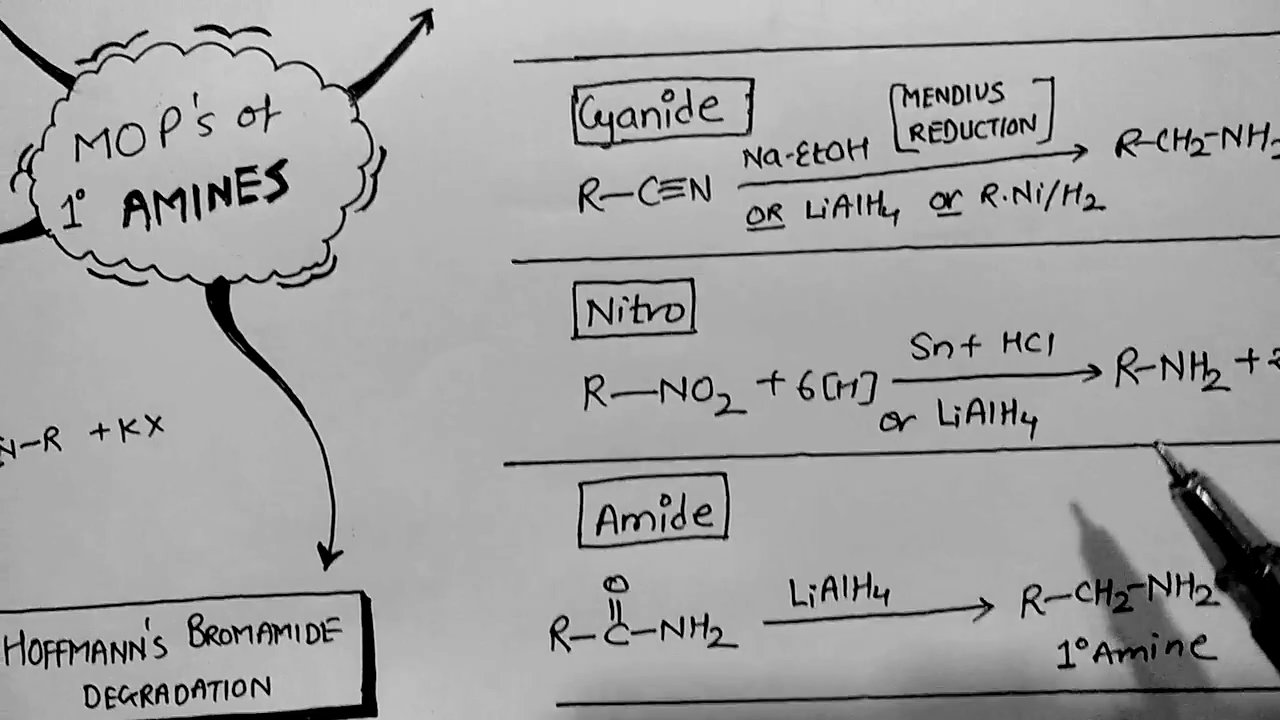 MOP's of
1° AMINES
N-R + KX
HOFFMANN'S BROMAMIDE
DEGRADATION
Cyanide
[MENDIUS
REDUCTION]
Na-EtOH
R-C≡N → R-CH2-NH2
OR LiAlH4 or R.Ni/H2
Nitro
Sn + HCl
R-NO2 + 6[H] → R-NH2 + 2
or LiAlH4
Amide
O
||
LiAlH4
R-C-NH2 → R-CH2-NH2
1° Amine